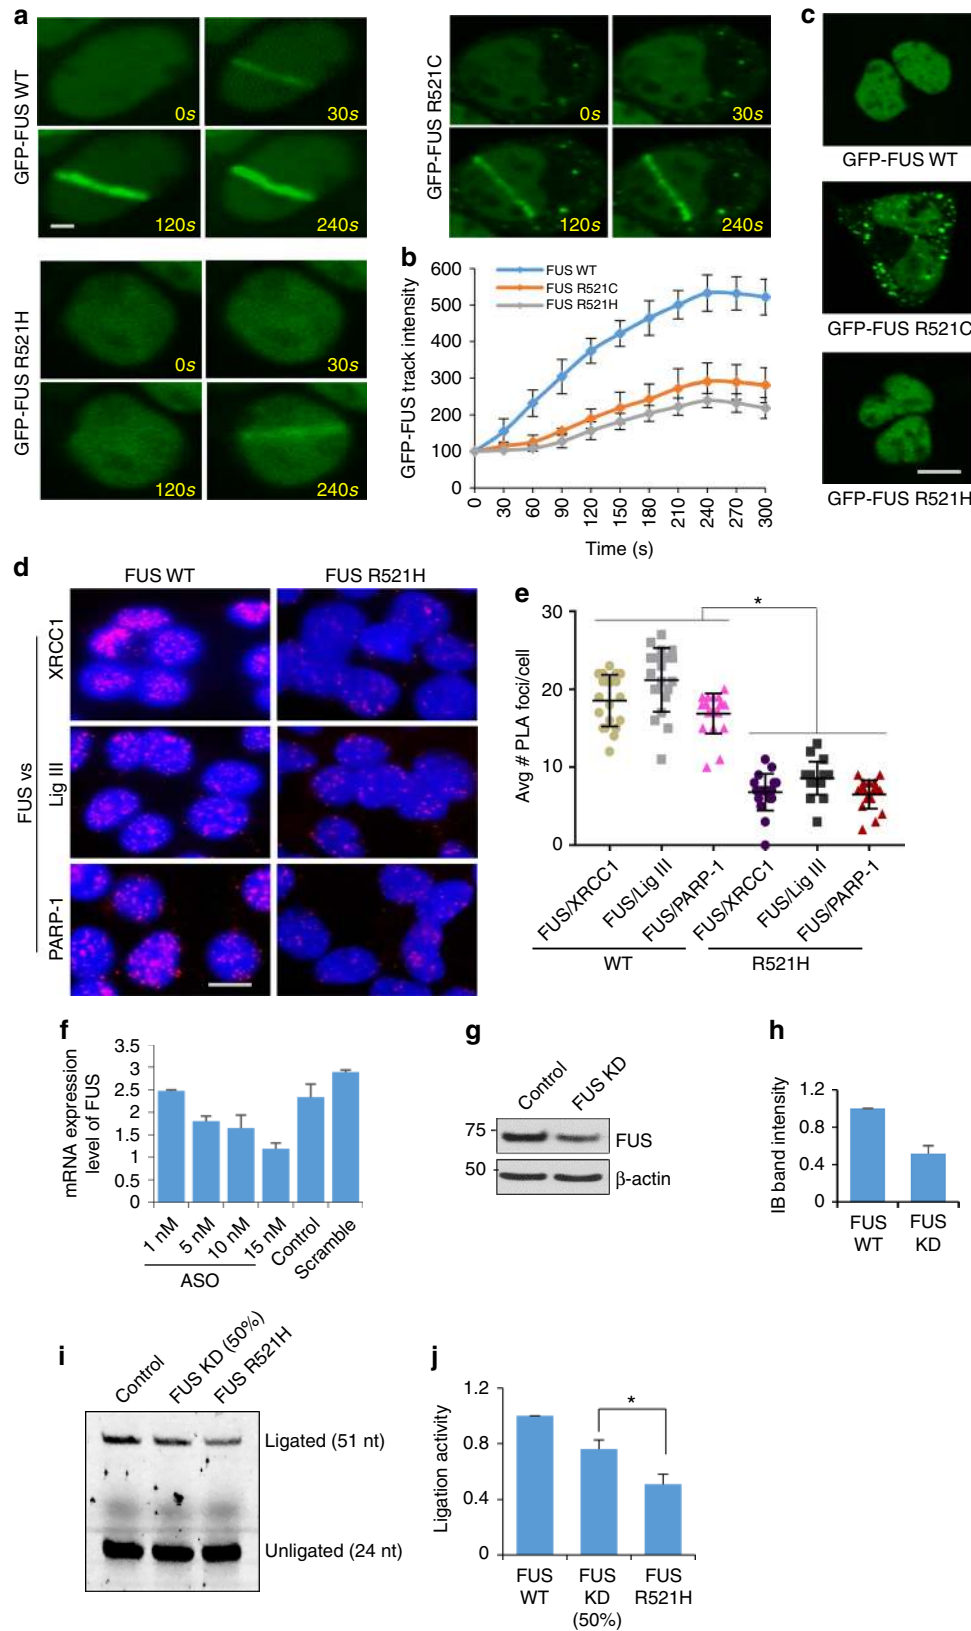 a
GFP-FUS WT
0s
30s
120s
240s
GFP-FUS R521C
0s
30s
120s
240s
GFP-FUS R521H
0s
30s
120s
240s
b
GFP-FUS track intensity
600
500
400
300
200
100
0
FUS WT
FUS R521C
FUS R521H
0 30 60 90 120 150 180 210 240 270 300
Time (s)
c
GFP-FUS WT
GFP-FUS R521C
GFP-FUS R521H
d
FUS WT
FUS R521H
FUS vs
XRCC1
Lig III
PARP-1
e
Avg # PLA foci/cell
30
20
10
0
*
FUS/XRCC1
FUS/Lig III
FUS/PARP-1
FUS/XRCC1
FUS/Lig III
FUS/PARP-1
WT
R521H
f
mRNA expression
level of FUS
3.5
3
2.5
2
1.5
1
0.5
0
1 nM
5 nM
10 nM
15 nM
Control
Scramble
ASO
g
Control
FUS KD
75
50
FUS
β-actin
h
IB band intensity
1.2
0.8
0.4
0
FUS
WT
FUS
KD
i
Control
FUS KD (50%)
FUS R521H
Ligated (51 nt)
Unligated (24 nt)
j
Ligation activity
1.2
0.8
0.4
0
*
FUS
WT
FUS
KD
(50%)
FUS
R521H